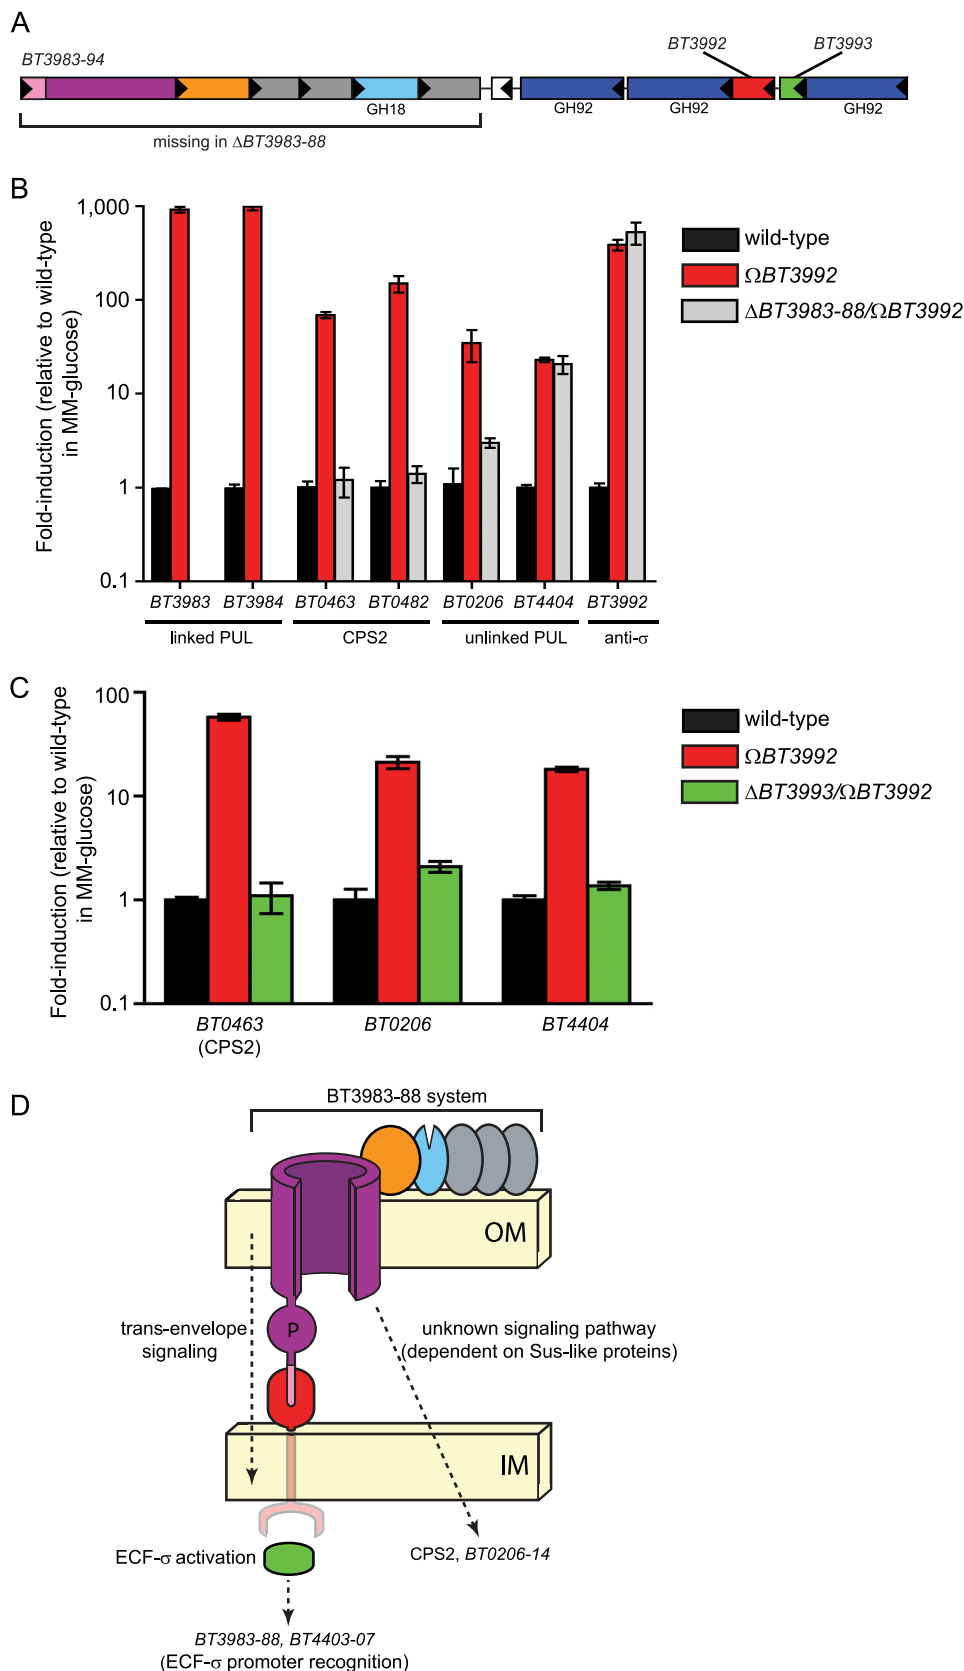 A
BT3983-94
BT3992
BT3993
GH18
GH92
GH92
GH92
missing in ΔBT3983-88
B
Fold-induction (relative to wild-type
in MM-glucose)
1,000
100
10
1
0.1
BT3983
BT3984
BT0463
BT0482
BT0206
BT4404
BT3992
linked PUL
CPS2
unlinked PUL
anti-σ
wild-type
ΩBT3992
ΔBT3983-88/ΩBT3992
C
Fold-induction (relative to wild-type
in MM-glucose)
100
10
1
0.1
BT0463
(CPS2)
BT0206
BT4404
wild-type
ΩBT3992
ΔBT3993/ΩBT3992
D
BT3983-88 system
OM
P
trans-envelope
signaling
unknown signaling pathway
(dependent on Sus-like proteins)
IM
ECF-σ activation
CPS2, BT0206-14
BT3983-88, BT4403-07
(ECF-σ promoter recognition)